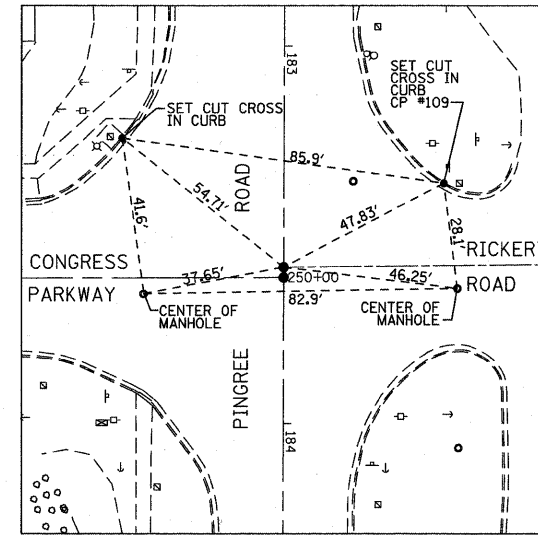 183
SET CUT
CROSS IN
CURB
CP #109
SET CUT CROSS
IN CURB
85.9'
ROAD
54.71'
47.83'
41.6'
28.1'
CONGRESS
RICKERT
37.65'
46.25'
250+00
PARKWAY
ROAD
82.9'
CENTER OF
MANHOLE
CENTER OF
MANHOLE
PINGREE
184